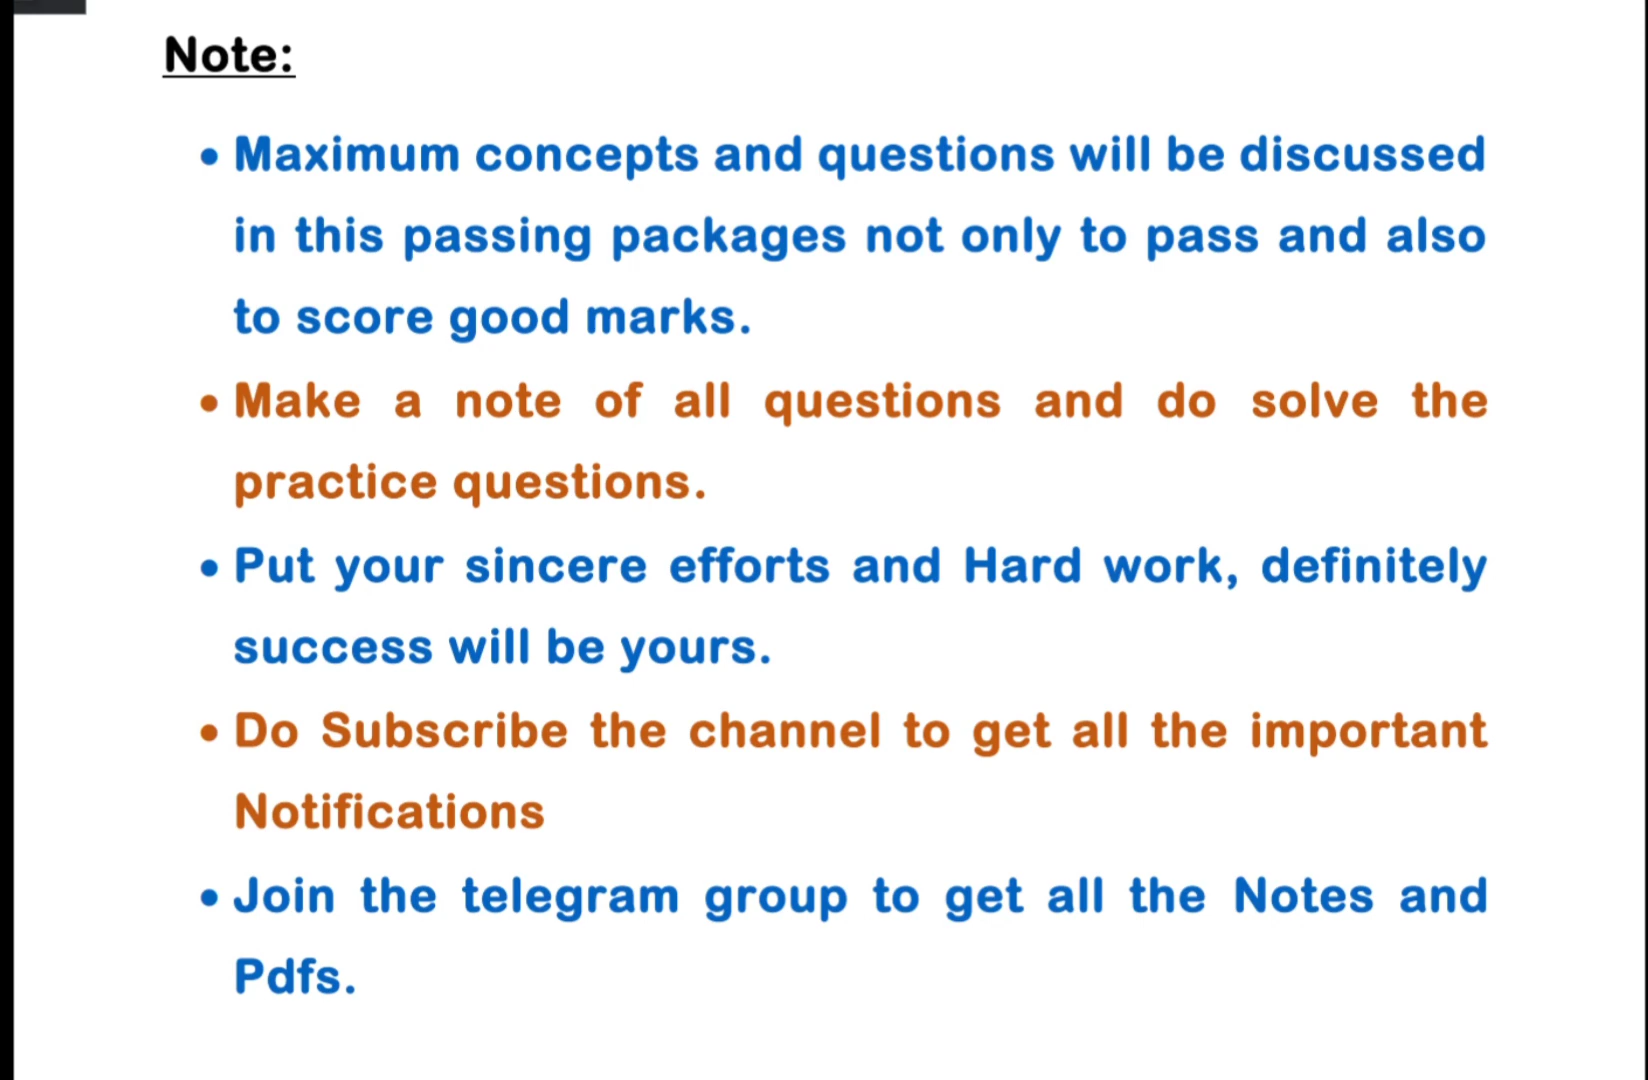 Note:
• Maximum concepts and questions will be discussed
in this passing packages not only to pass and also
to score good marks.
• Make a note of all questions and do solve the
practice questions.
• Put your sincere efforts and Hard work, definitely
success will be yours.
• Do Subscribe the channel to get all the important
Notifications
• Join the telegram group to get all the Notes and
Pdfs.